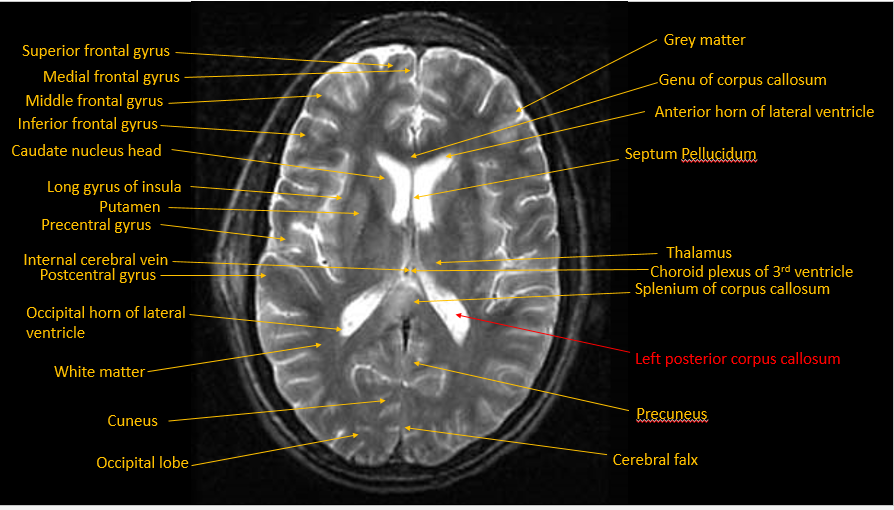 Superior frontal gyrus
Medial frontal gyrus
Middle frontal gyrus
Inferior frontal gyrus
Caudate nucleus head
Long gyrus of insula
Putamen
Precentral gyrus
Internal cerebral vein
Postcentral gyrus
Occipital horn of lateral
ventricle
White matter
Cuneus
Occipital lobe
Grey matter
Genu of corpus callosum
Anterior horn of lateral ventricle
Septum Pellucidum
Thalamus
Choroid plexus of 3rd ventricle
Splenium of corpus callosum
Left posterior corpus callosum
Precuneus
Cerebral falx